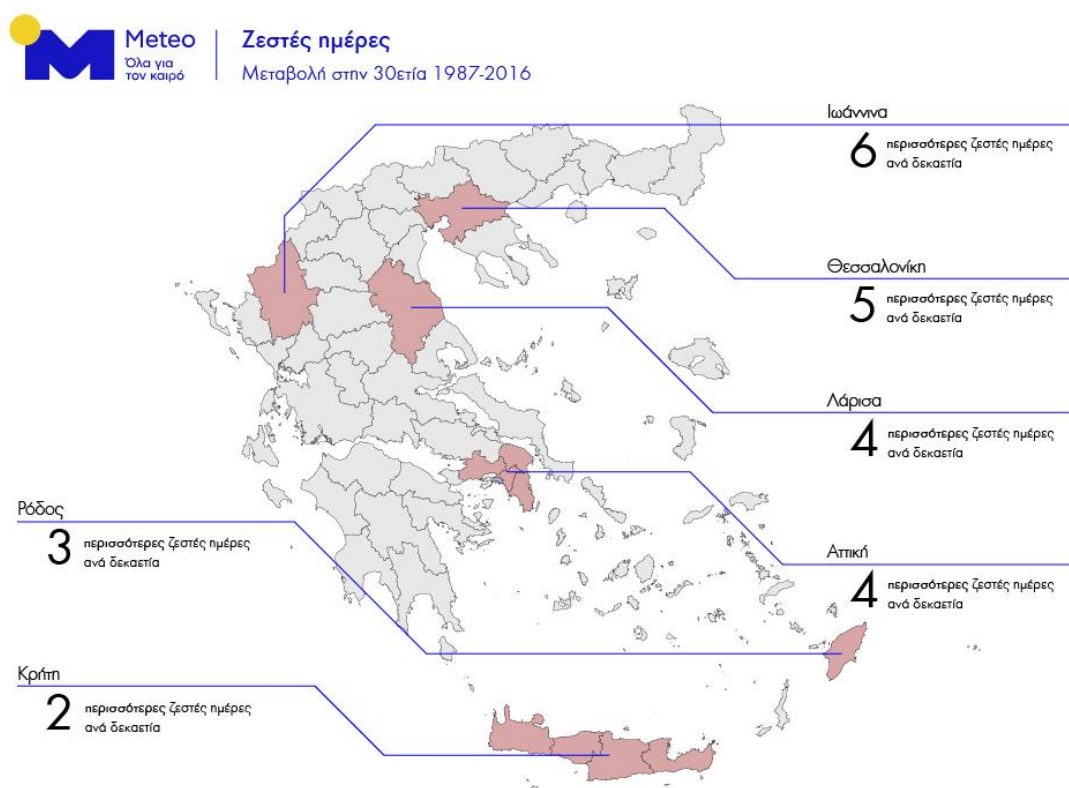 Meteo
Όλα για
τον καιρό
Ζεστές ημέρες
Μεταβολή στην 30ετία 1987-2016
Ιωάννινα
6 περισσότερες ζεστές ημέρες
ανά δεκαετία
Θεσσαλονίκη
5 περισσότερες ζεστές ημέρες
ανά δεκαετία
Λάρισα
4 περισσότερες ζεστές ημέρες
ανά δεκαετία
Ρόδος
3 περισσότερες ζεστές ημέρες
ανά δεκαετία
Αττική
4 περισσότερες ζεστές ημέρες
ανά δεκαετία
Κρήτη
2 περισσότερες ζεστές ημέρες
ανά δεκαετία